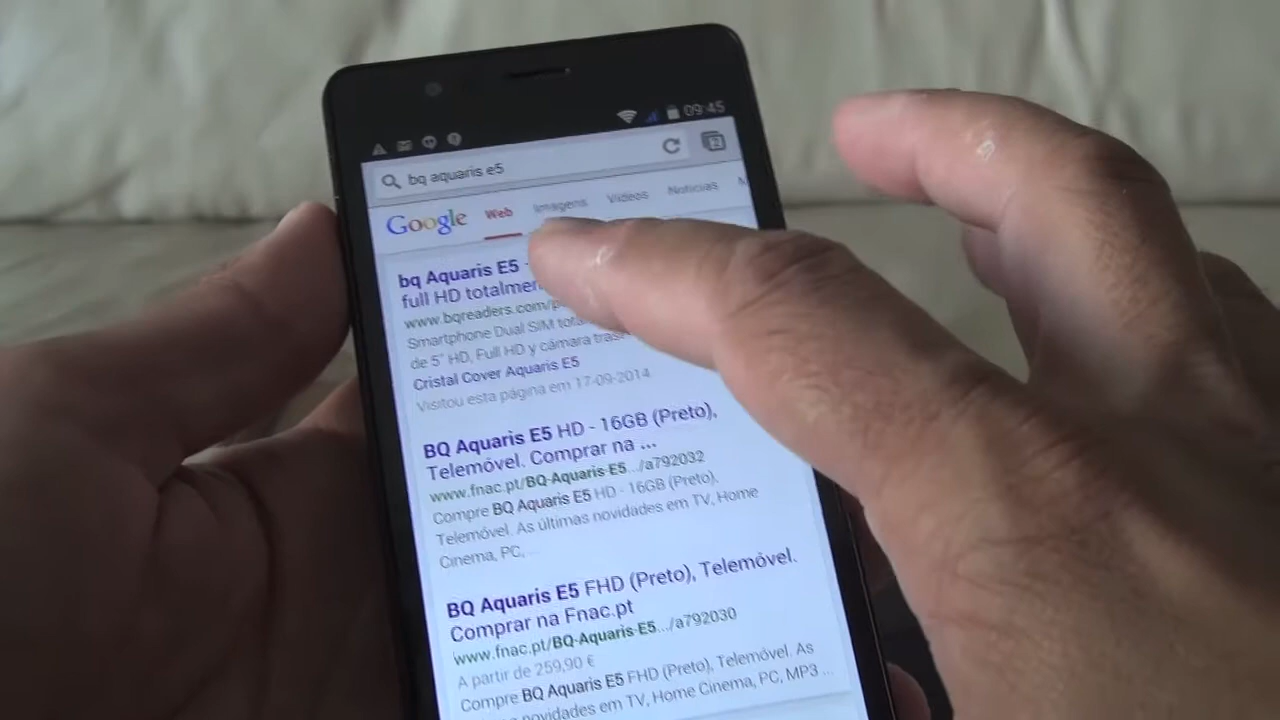 09:45
bq aquaris e5
2
Google Web Imagens Vídeos Notícias
bq Aquaris E5 -
full HD totalmen
www.bqreaders.com/p
Smartphone Dual SIM tota
de 5" HD, Full HD y cámara tras
Cristal Cover Aquaris E5
Visitou esta página em 17-09-2014
BQ Aquaris E5 HD - 16GB (Preto),
Telemóvel. Comprar na ...
www.fnac.pt/BQ-Aquaris-E5.../a792032
Compre BQ Aquaris E5 HD - 16GB (Preto),
Telemóvel. As últimas novidades em TV, Home
Cinema, PC, ...
BQ Aquaris E5 FHD (Preto), Telemóvel.
Comprar na Fnac.pt
www.fnac.pt/BQ-Aquaris-E5.../a792030
A partir de 259,90 €
Compre BQ Aquaris E5 FHD (Preto), Telemóvel. As
últimas novidades em TV, Home Cinema, PC, MP3 ...